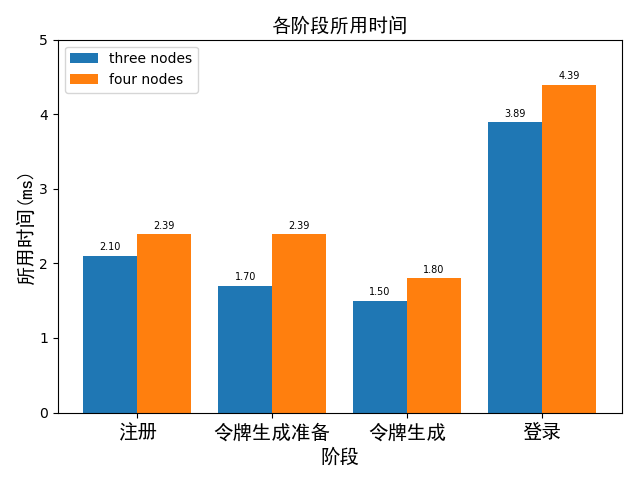 各阶段所用时间
three nodes
four nodes
所用时间(ms)
5
4
3
2
1
0
2.10
2.39
1.70
2.39
1.50
1.80
3.89
4.39
注册
令牌生成准备
令牌生成
登录
阶段